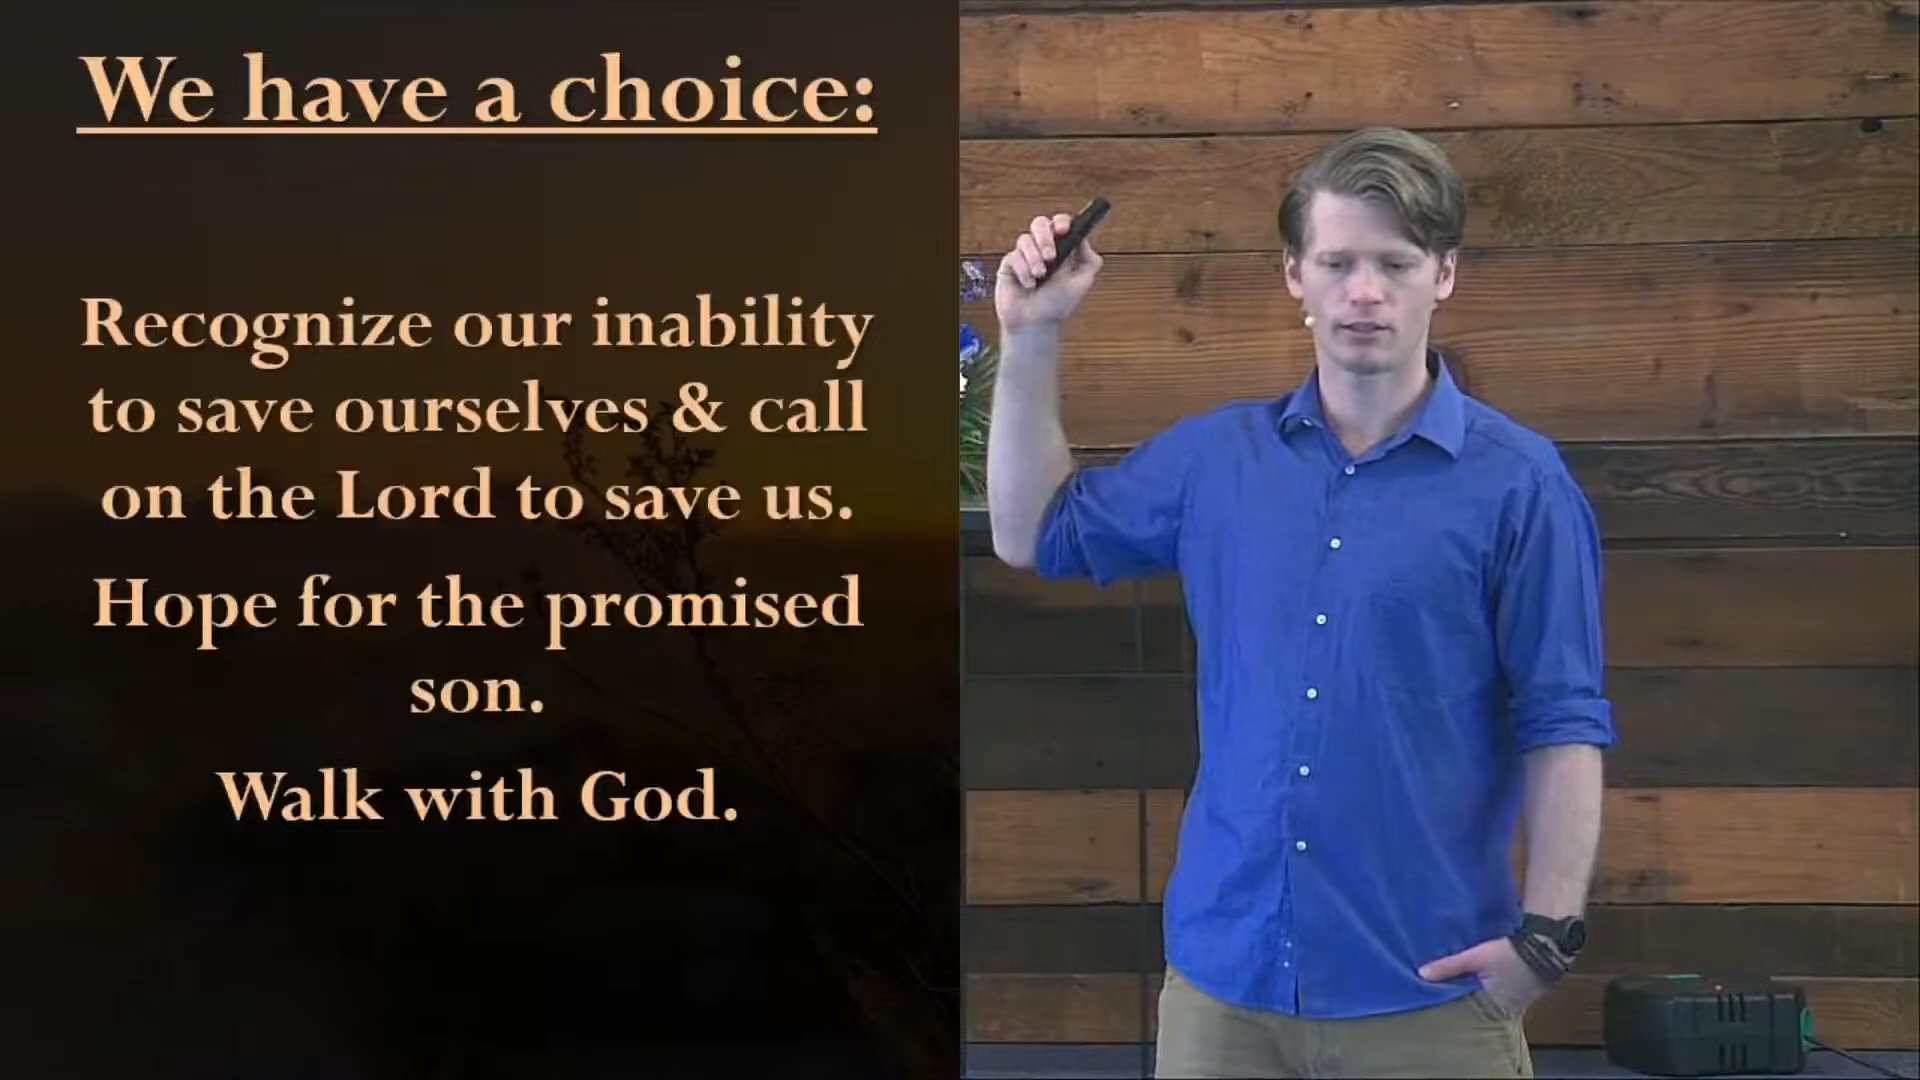 We have a choice:
Recognize our inability
to save ourselves & call
on the Lord to save us.
Hope for the promised
son.
Walk with God.